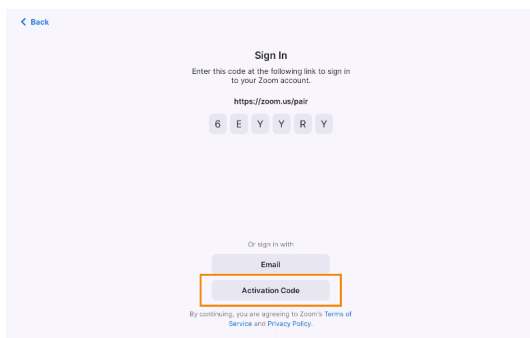 Back
Sign In
Enter this code at the following link to sign in
to your Zoom account.
https://zoom.us/pair
6 E Y Y R Y
Or sign in with
Email
Activation Code
By continuing, you are agreeing to Zoom's Terms of
Service and Privacy Policy.